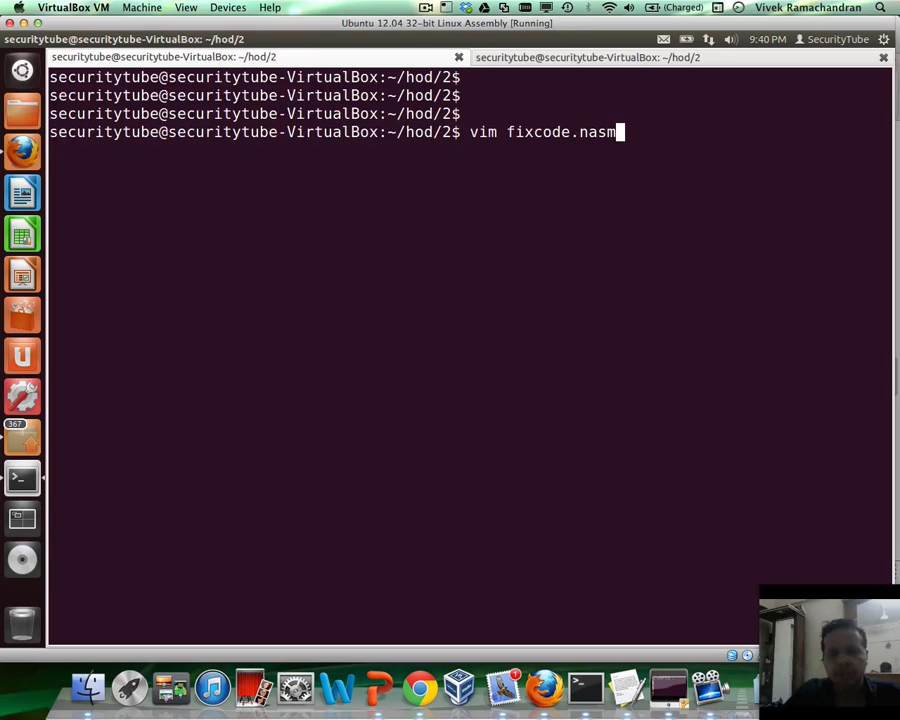 VirtualBox VM Machine View Devices Help (Charged) Vivek Ramachandran
Ubuntu 12.04 32-bit Linux Assembly [Running]
securitytube@securitytube-VirtualBox: ~/hod/2 9:40 PM SecurityTube
securitytube@securitytube-VirtualBox: ~/hod/2 securitytube@securitytube-VirtualBox: ~/hod/2
securitytube@securitytube-VirtualBox:~/hod/2$
securitytube@securitytube-VirtualBox:~/hod/2$
securitytube@securitytube-VirtualBox:~/hod/2$
securitytube@securitytube-VirtualBox:~/hod/2$ vim fixcode.nasm
367